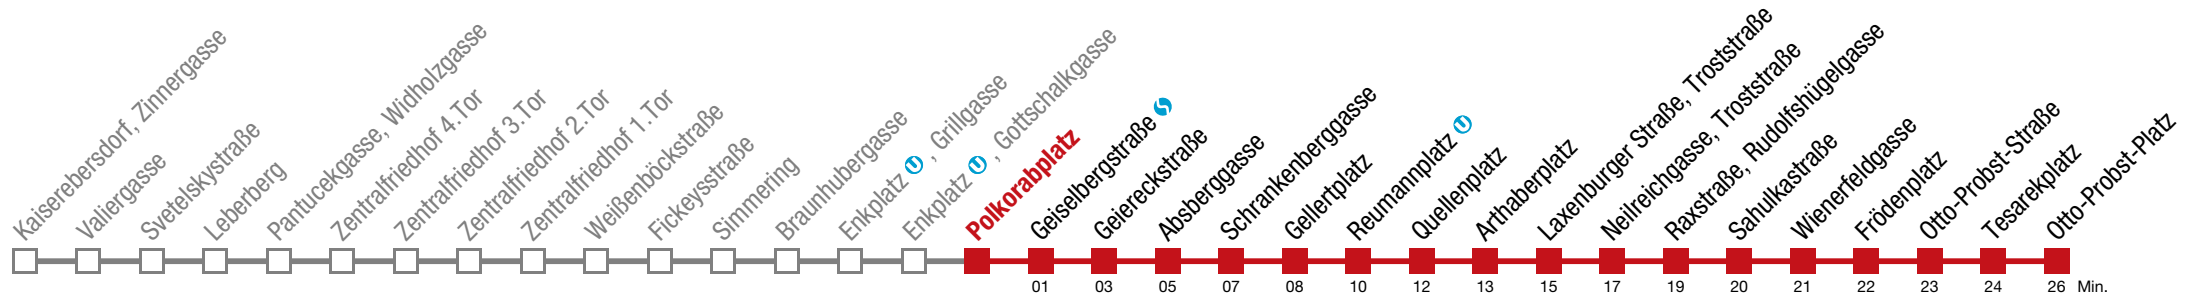 Kaiserebersdorf, Zinnergasse
Valiergasse
Svetelskystraße
Leberberg
Pantucekgasse, Widholzgasse
Zentralfriedhof 4.Tor
Zentralfriedhof 3.Tor
Zentralfriedhof 2.Tor
Zentralfriedhof 1.Tor
Weißenböckstraße
Fickeysstraße
Simmering
Braunhubergasse
Enkplatz U , Grillgasse
Enkplatz U , Gottschalkgasse
Polkorabplatz
Geiselbergstraße S
Geiereckstraße
Absberggasse
Schrankenberggasse
Gellertplatz
Reumannplatz U
Quellenplatz
Arthaberplatz
Laxenburger Straße, Troststraße
Neilreichgasse, Troststraße
Raxstraße, Rudolfshügelgasse
Sahulkastraße
Wienerfeldgasse
Frödenplatz
Otto-Probst-Straße
Tesarekplatz
Otto-Probst-Platz
01 03 05 07 08 10 12 13 15 17 19 20 21 22 23 24 26 Min.